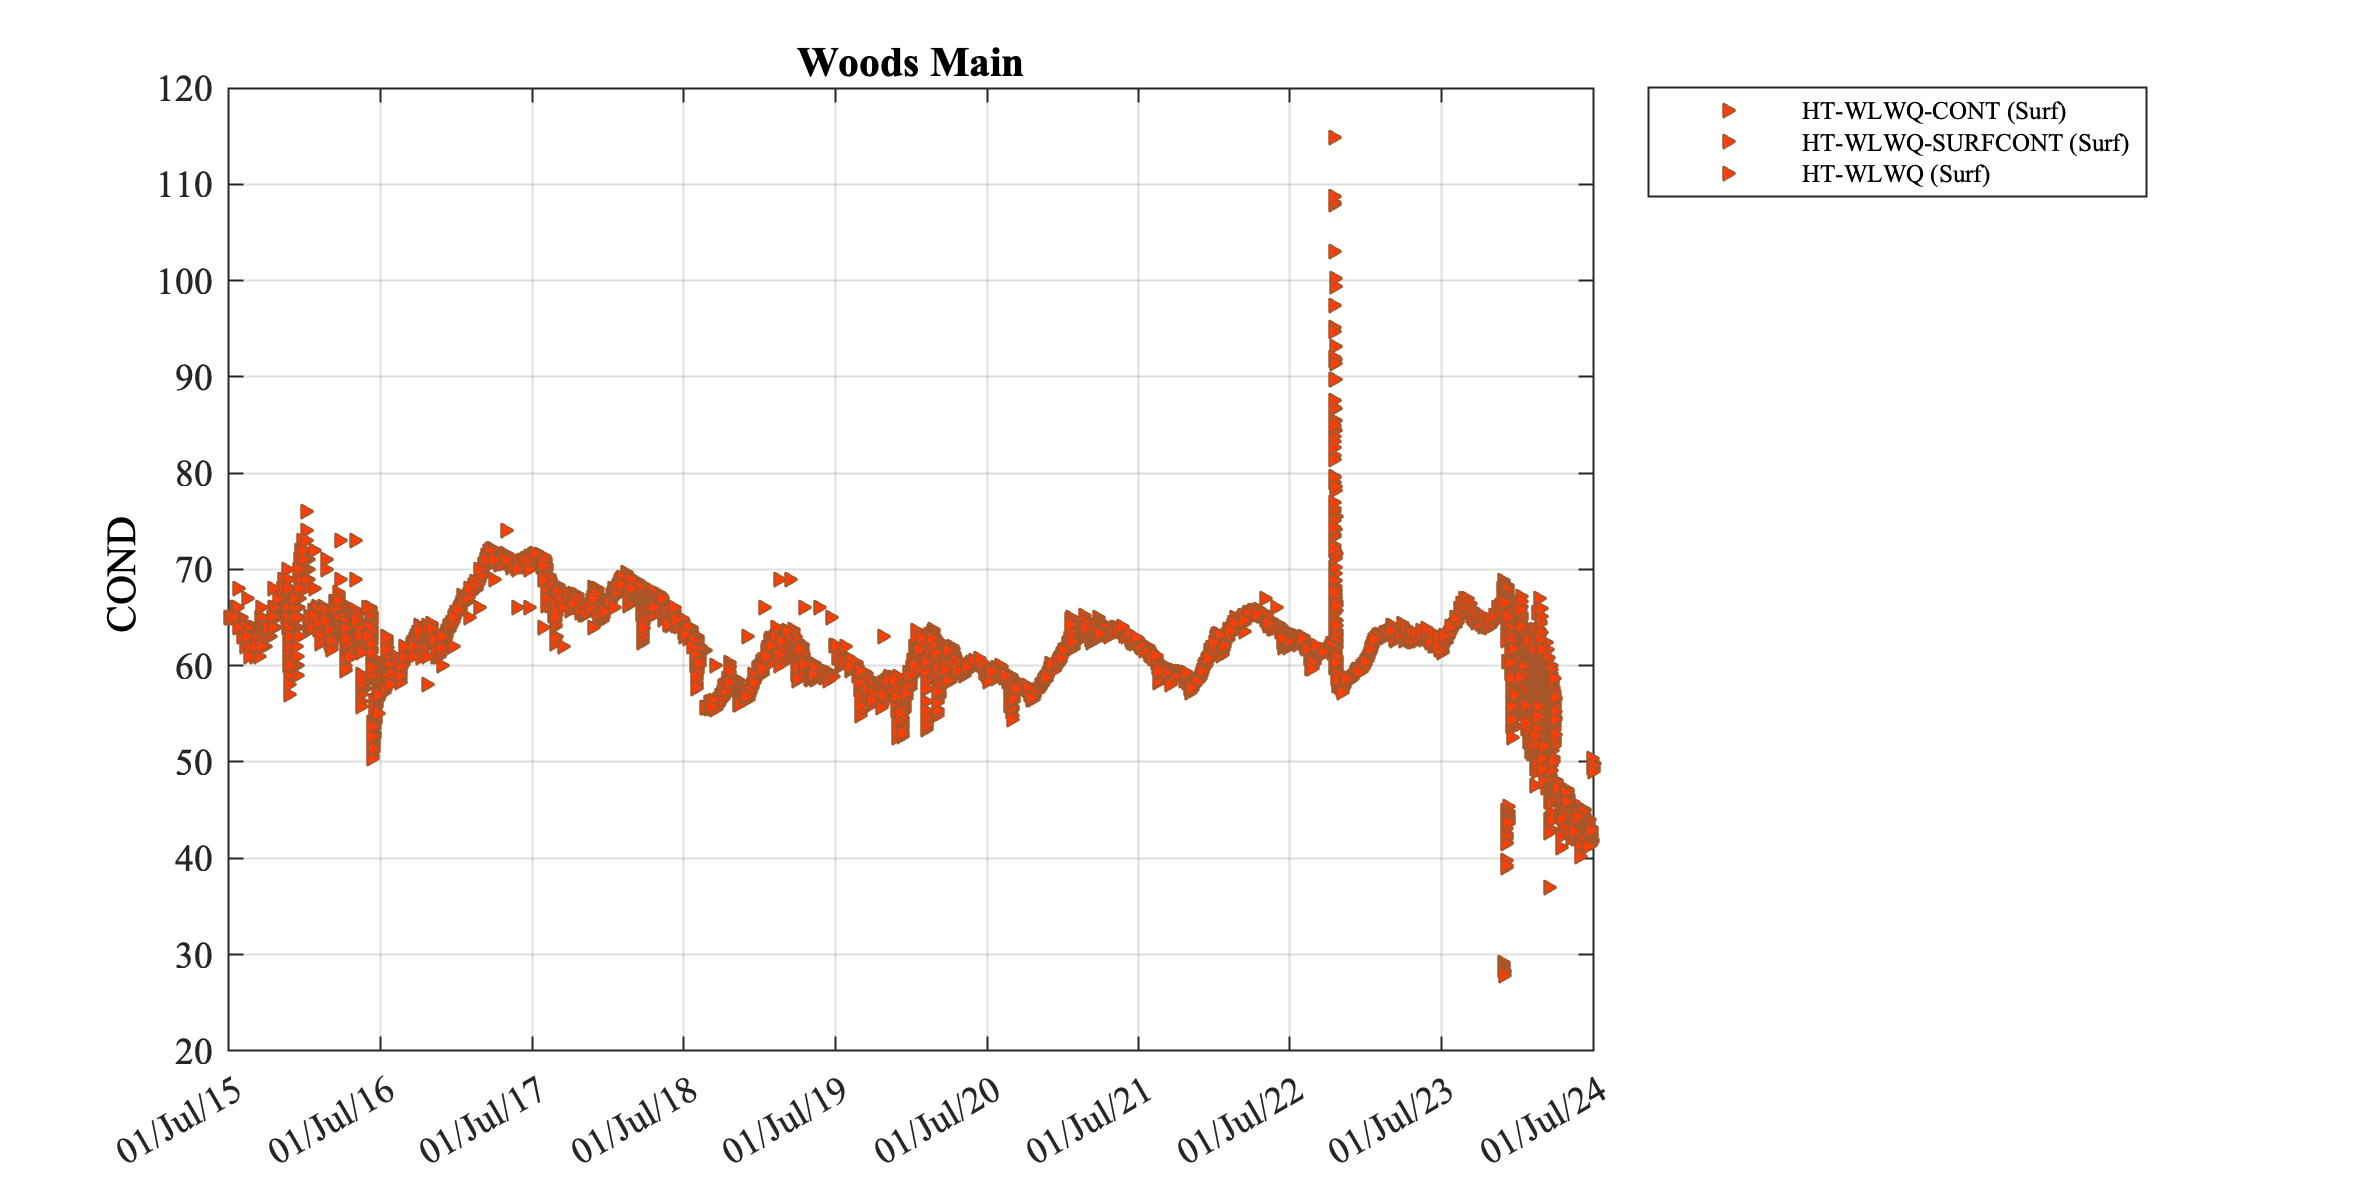 Woods Main
120
110
100
90
80
70
60
50
40
30
20
COND
01/Jul/15
01/Jul/16
01/Jul/17
01/Jul/18
01/Jul/19
01/Jul/20
01/Jul/21
01/Jul/22
01/Jul/23
01/Jul/24
HT-WLWQ-CONT (Surf)
HT-WLWQ-SURFCONT (Surf)
HT-WLWQ (Surf)